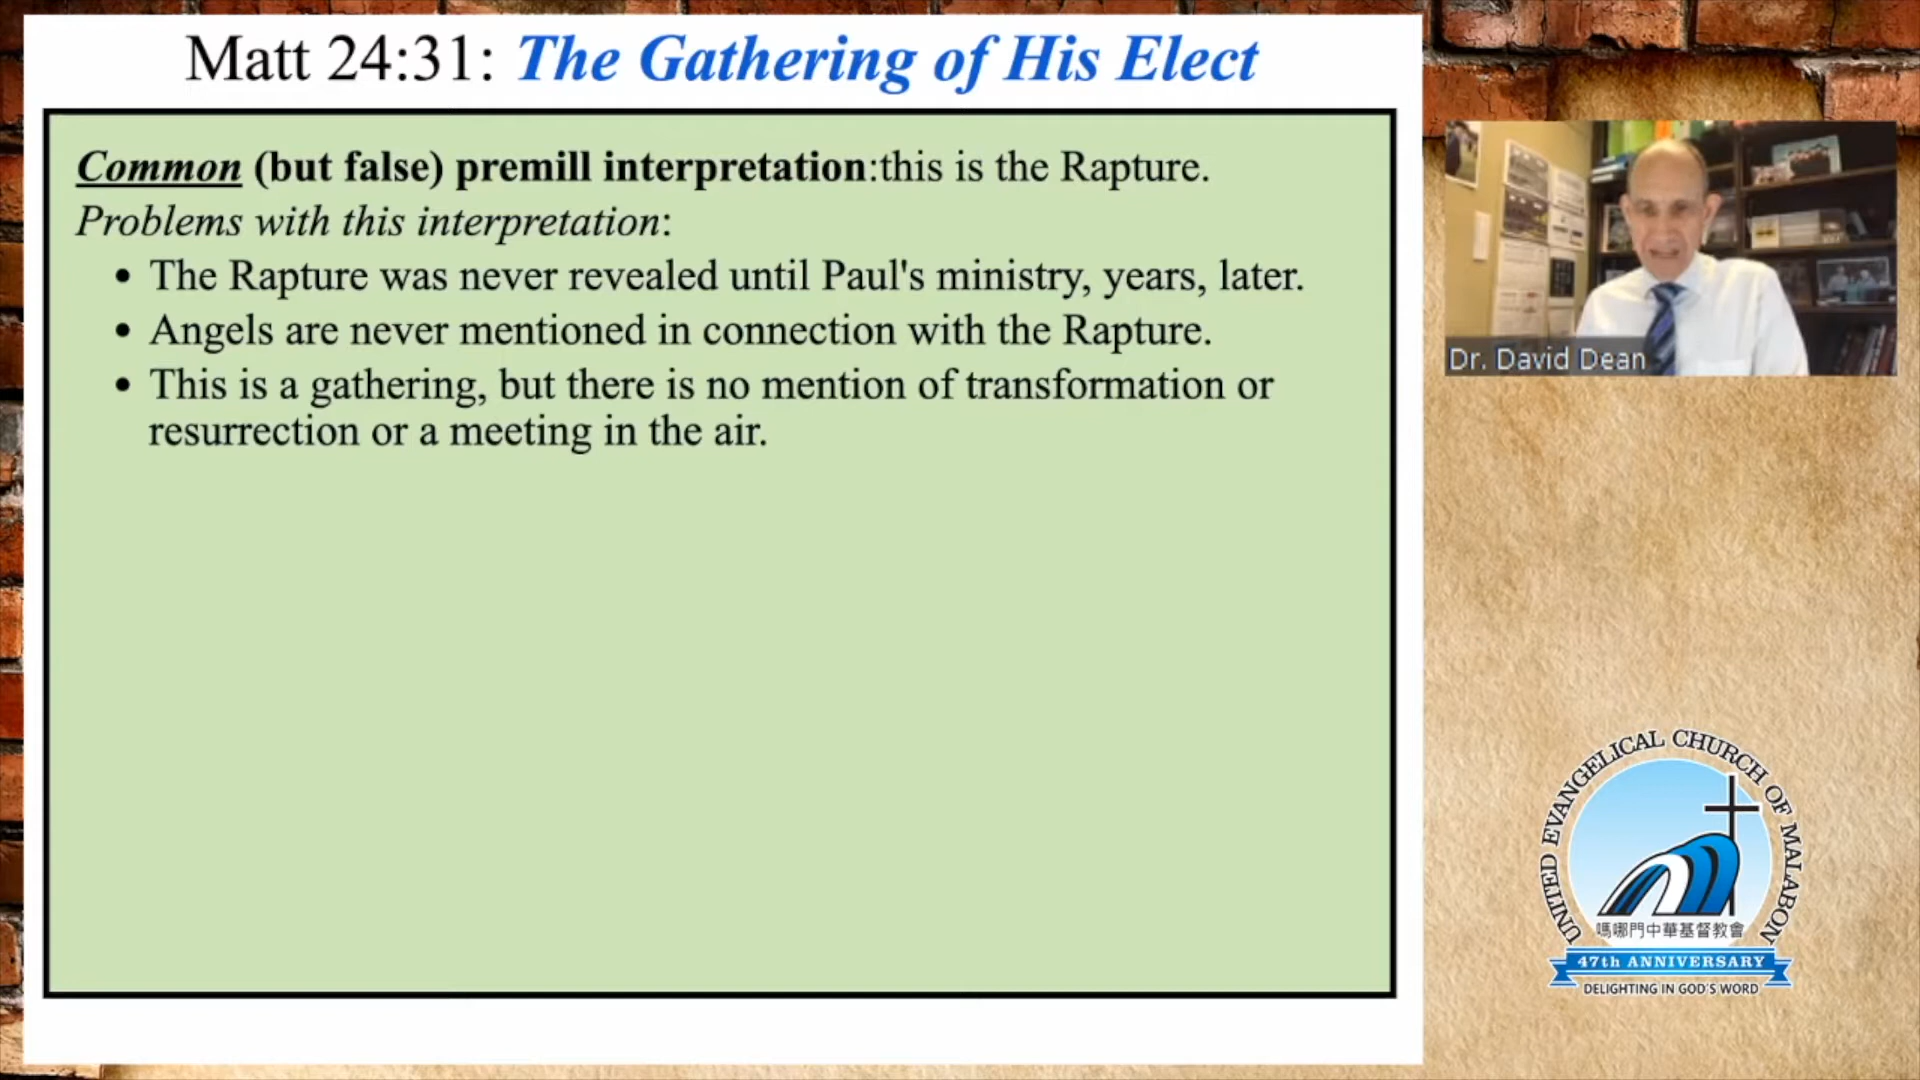 Matt 24:31: The Gathering of His Elect
Common (but false) premill interpretation:this is the Rapture.
Problems with this interpretation:
• The Rapture was never revealed until Paul's ministry, years, later.
• Angels are never mentioned in connection with the Rapture.
• This is a gathering, but there is no mention of transformation or
resurrection or a meeting in the air.
Dr. David Dean
UNITED EVANGELICAL CHURCH OF MALABON
嗎哪門中華基督教會
47th ANNIVERSARY
DELIGHTING IN GOD'S WORD